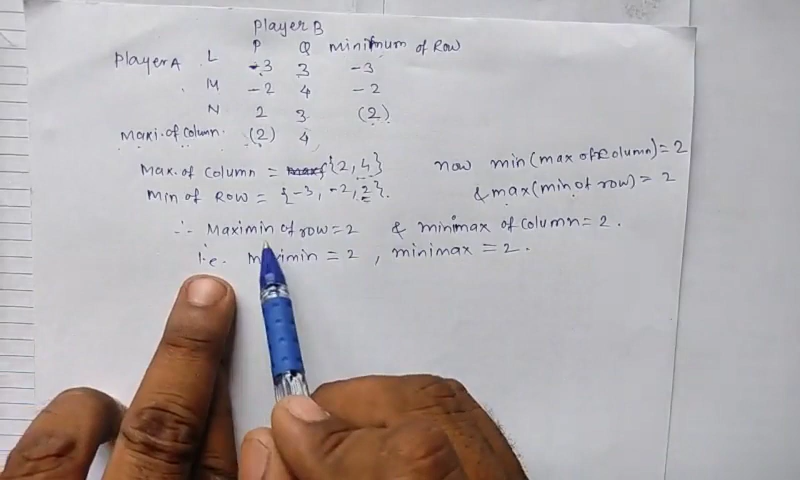 Player B
P Q Minimum of Row
Player A L -3 3 -3
M -2 4 -2
N 2 3 (2)
Maxi. of Column. (2) 4
Max. of Column = {2, 4} now min(max of column) = 2
Min of Row = {-3, -2, 2}. & max(min of row) = 2
∴ Maximin of row = 2 & minimax of column = 2.
i.e. Maximin = 2, minimax = 2.